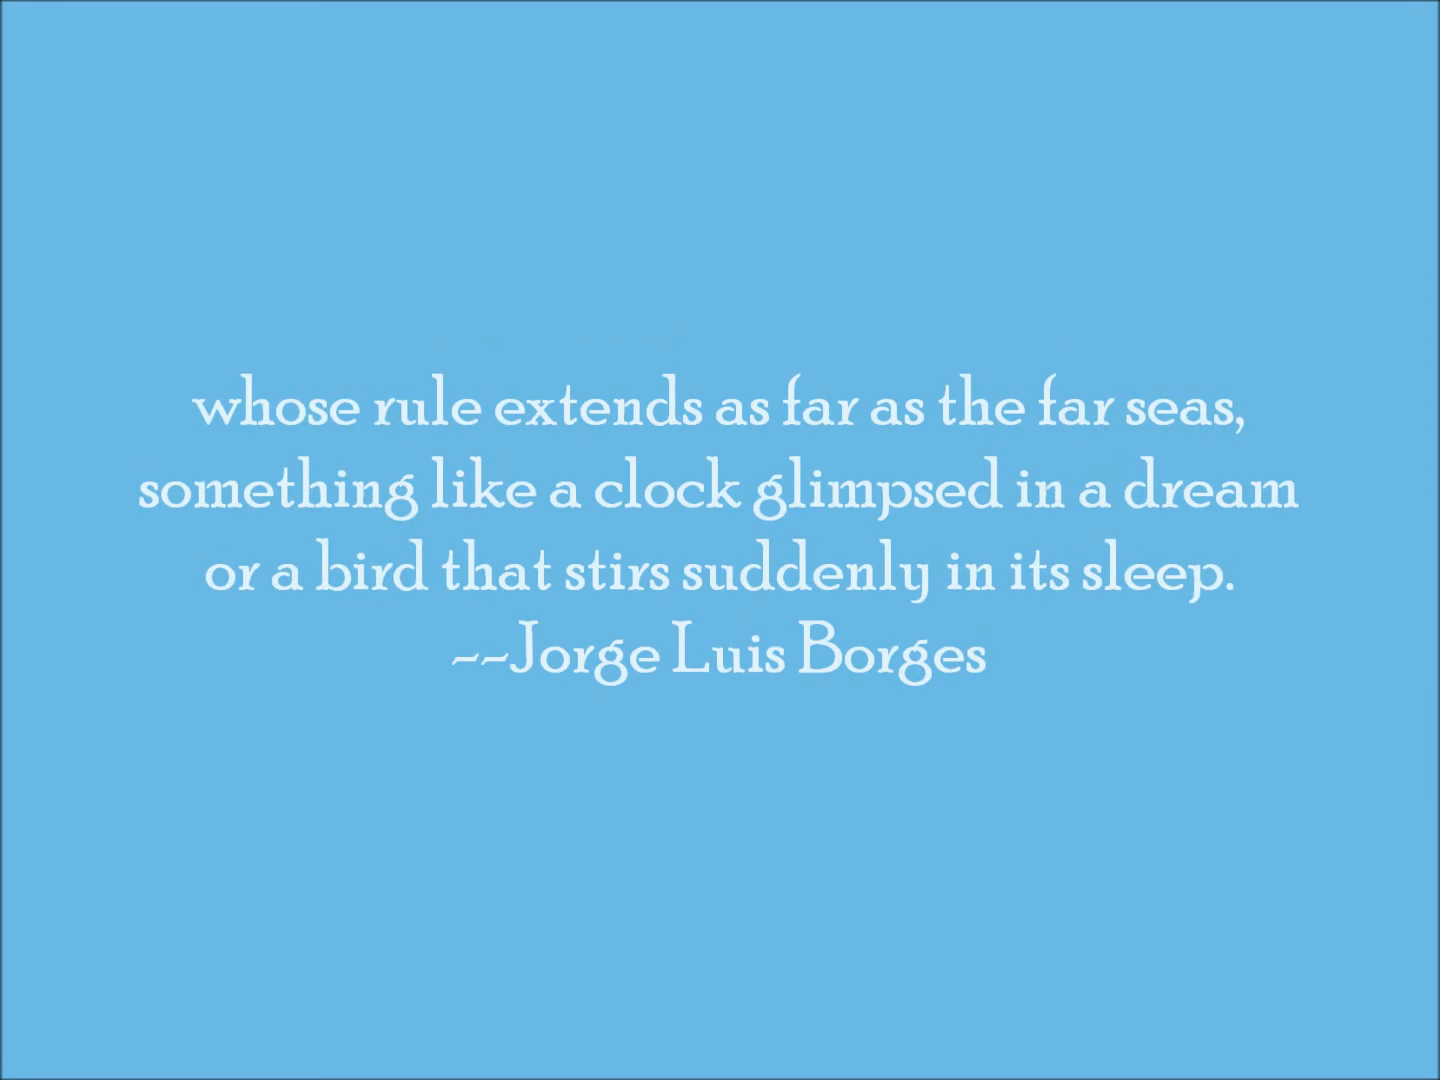 whose rule extends as far as the far seas,
something like a clock glimpsed in a dream
or a bird that stirs suddenly in its sleep.
--Jorge Luis Borges